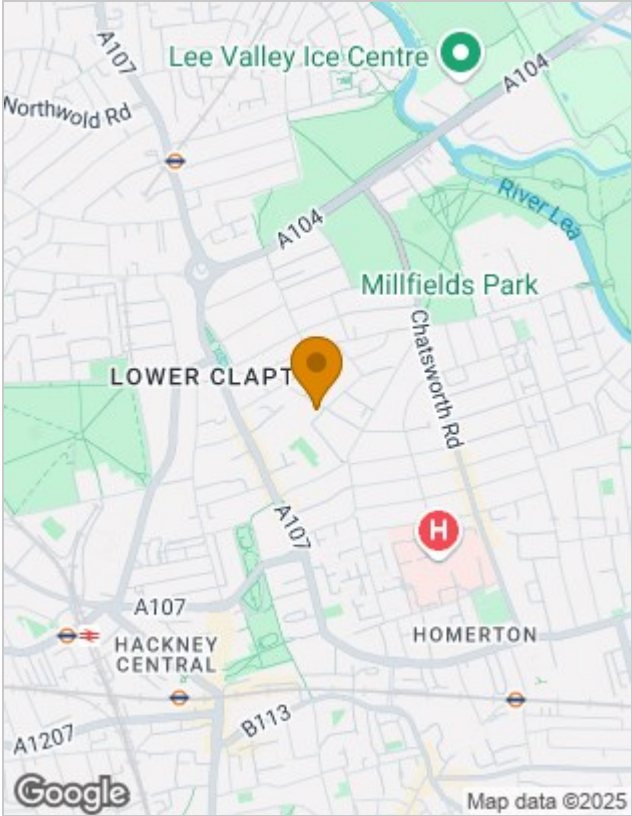 A107
Lee Valley Ice Centre
A104
Northwold Rd
River Lea
A104
Millfields Park
Chatsworth Rd
LOWER CLAPT
A107
H
A107
HACKNEY
CENTRAL
HOMERTON
B113
A1207
Google
Map data ©2025